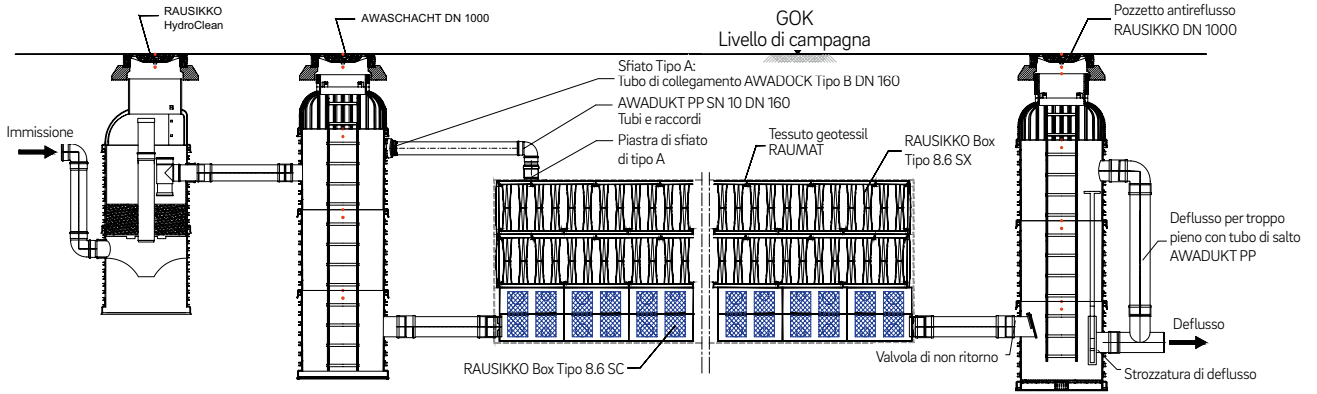 RAUSIKKO
HydroClean
AWASCHACHT DN 1000
GOK
Livello di campagna
Pozzetto antireflusso
RAUSIKKO DN 1000
Sfiato Tipo A:
Tubo di collegamento AWADOCK Tipo B DN 160
AWADUKT PP SN 10 DN 160
Tubi e raccordi
Piastra di sfiato
di tipo A
Tessuto geotessil
RAUMAT
RAUSIKKO Box
Tipo 8.6 SX
Immissione
Deflusso per troppo
pieno con tubo di salto
AWADUKT PP
Deflusso
Valvola di non ritorno
RAUSIKKO Box Tipo 8.6 SC
Strozzatura di deflusso